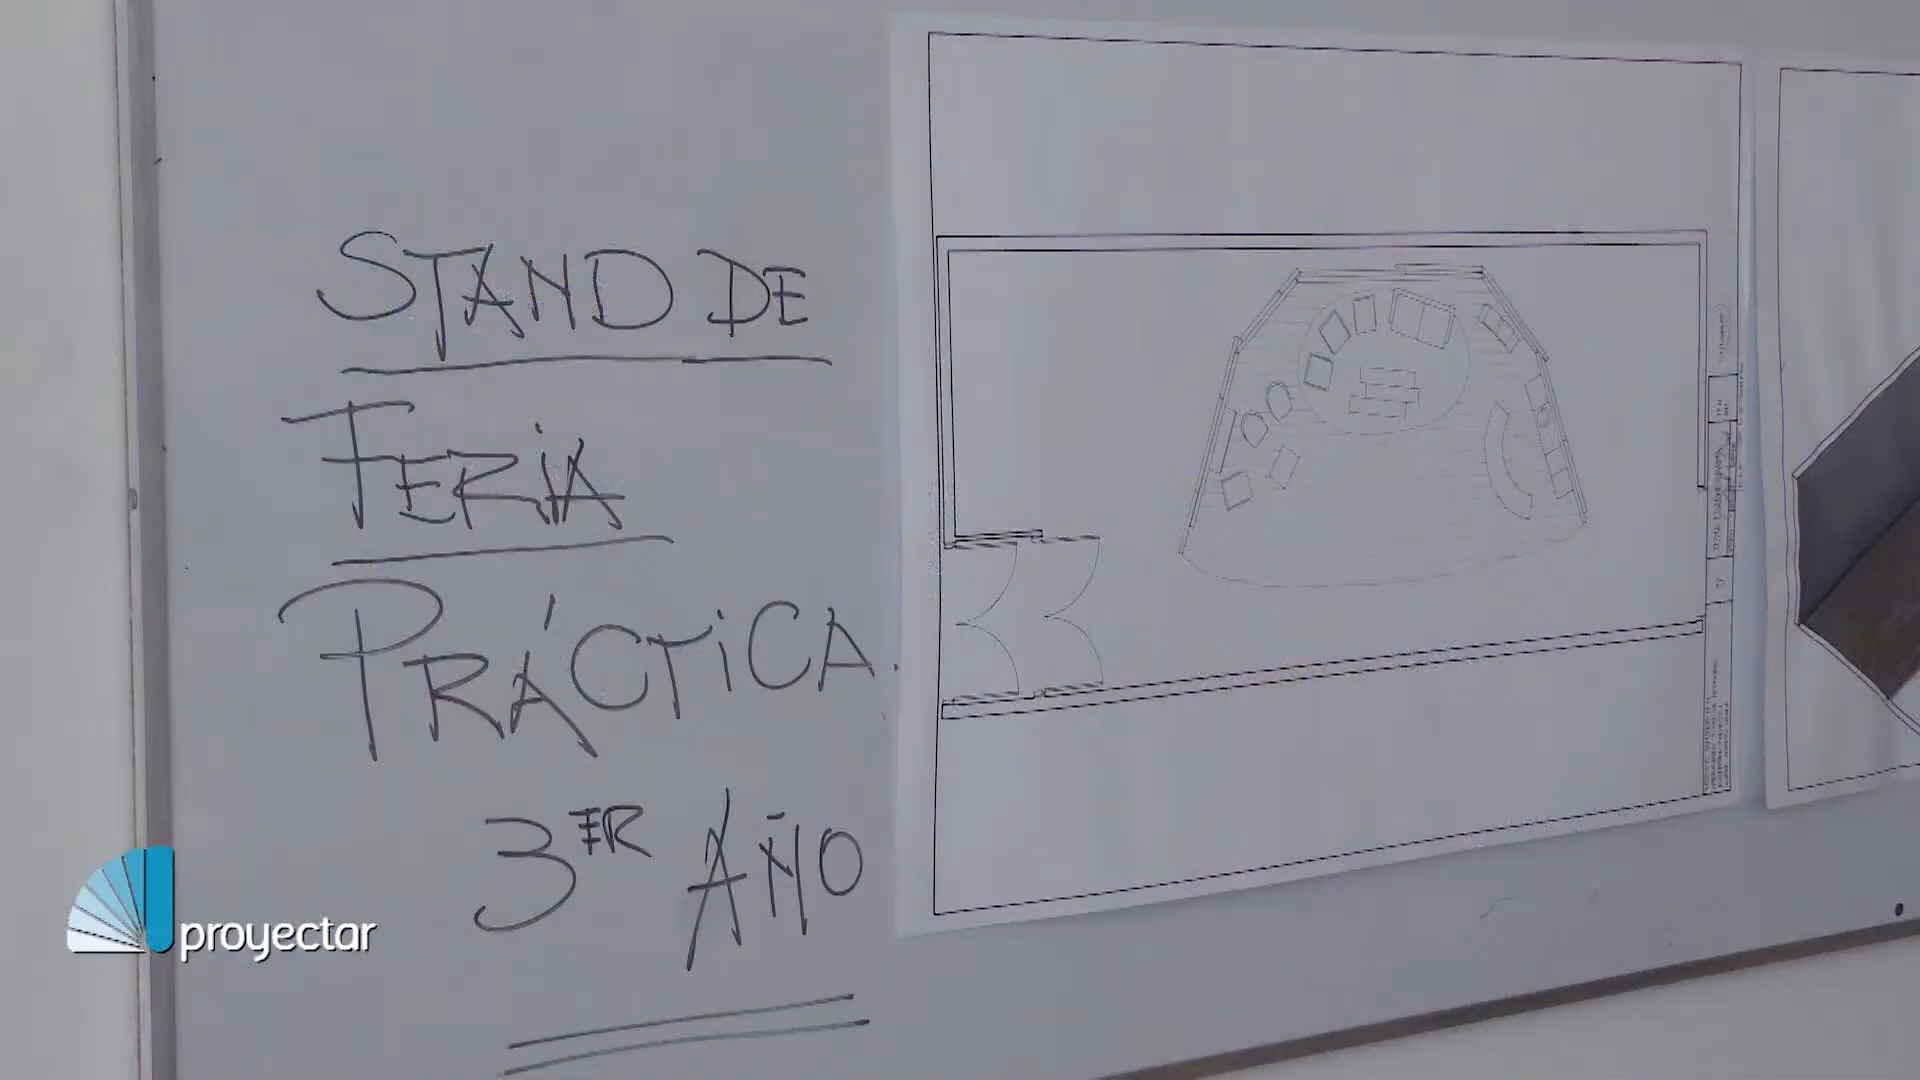 STAND DE
FERIA
PRÁCTICA.
3ER AÑO
proyectar